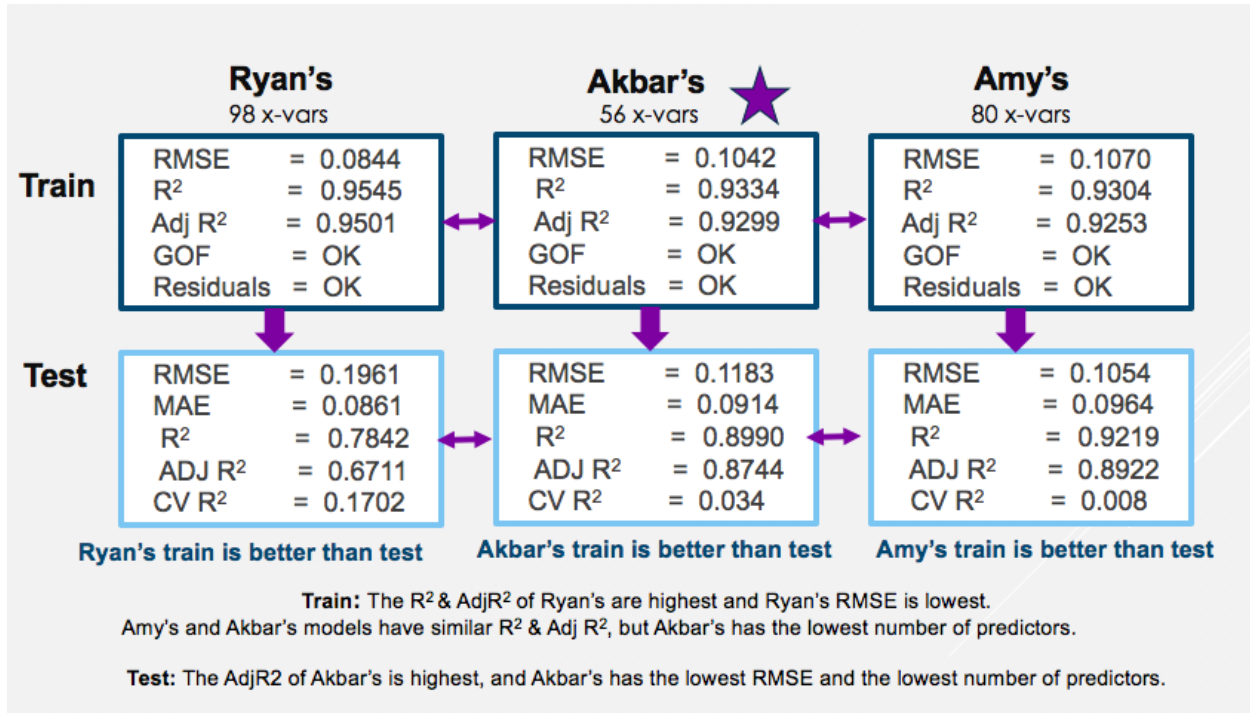 Ryan's
98 x-vars
Akbar's
56 x-vars
Amy's
80 x-vars
Train
RMSE = 0.0844
R² = 0.9545
Adj R² = 0.9501
GOF = OK
Residuals = OK
RMSE = 0.1042
R² = 0.9334
Adj R² = 0.9299
GOF = OK
Residuals = OK
RMSE = 0.1070
R² = 0.9304
Adj R² = 0.9253
GOF = OK
Residuals = OK
Test
RMSE = 0.1961
MAE = 0.0861
R² = 0.7842
ADJ R² = 0.6711
CV R² = 0.1702
RMSE = 0.1183
MAE = 0.0914
R² = 0.8990
ADJ R² = 0.8744
CV R² = 0.034
RMSE = 0.1054
MAE = 0.0964
R² = 0.9219
ADJ R² = 0.8922
CV R² = 0.008
Ryan's train is better than test
Akbar's train is better than test
Amy's train is better than test
Train: The R² & AdjR² of Ryan's are highest and Ryan's RMSE is lowest.
Amy's and Akbar's models have similar R² & Adj R², but Akbar's has the lowest number of predictors.
Test: The AdjR2 of Akbar's is highest, and Akbar's has the lowest RMSE and the lowest number of predictors.